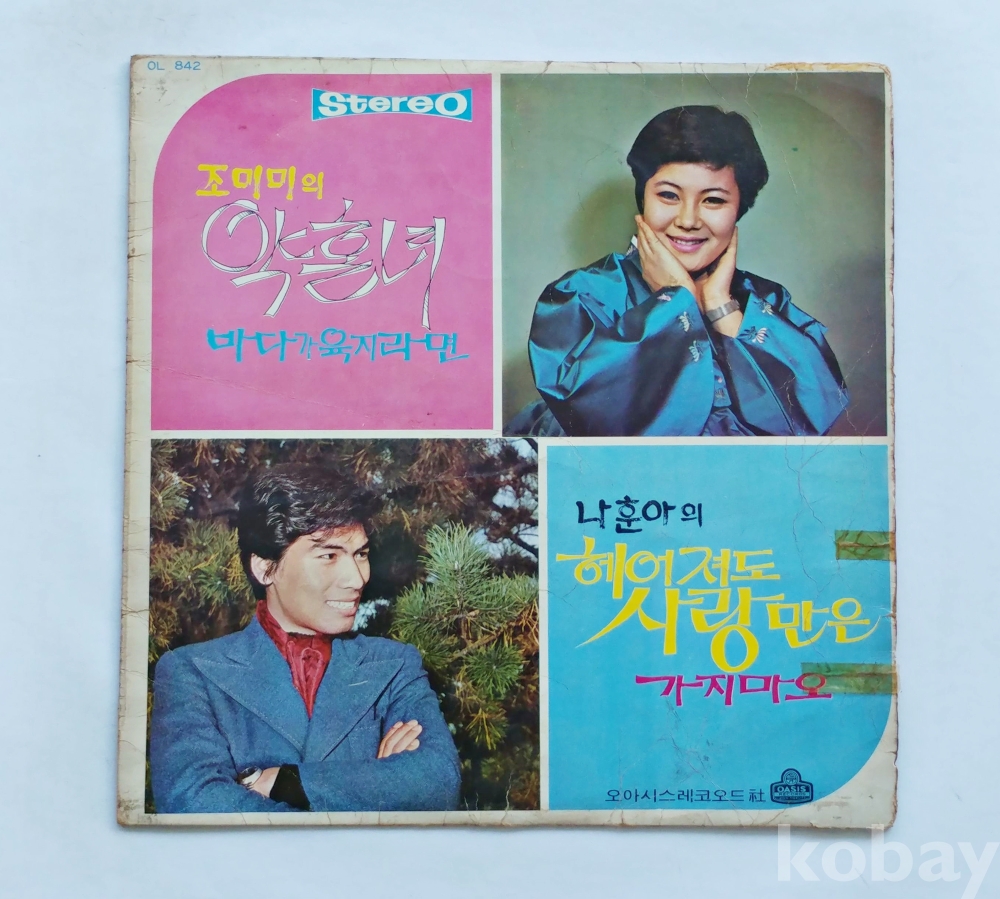 OL 842
Stereo
조미미의
약혼녀
바다가 육지라면
나훈아의
헤어져도
사랑만은
가지마오
오아시스레코오드社
OASIS
RECORDS
kobay